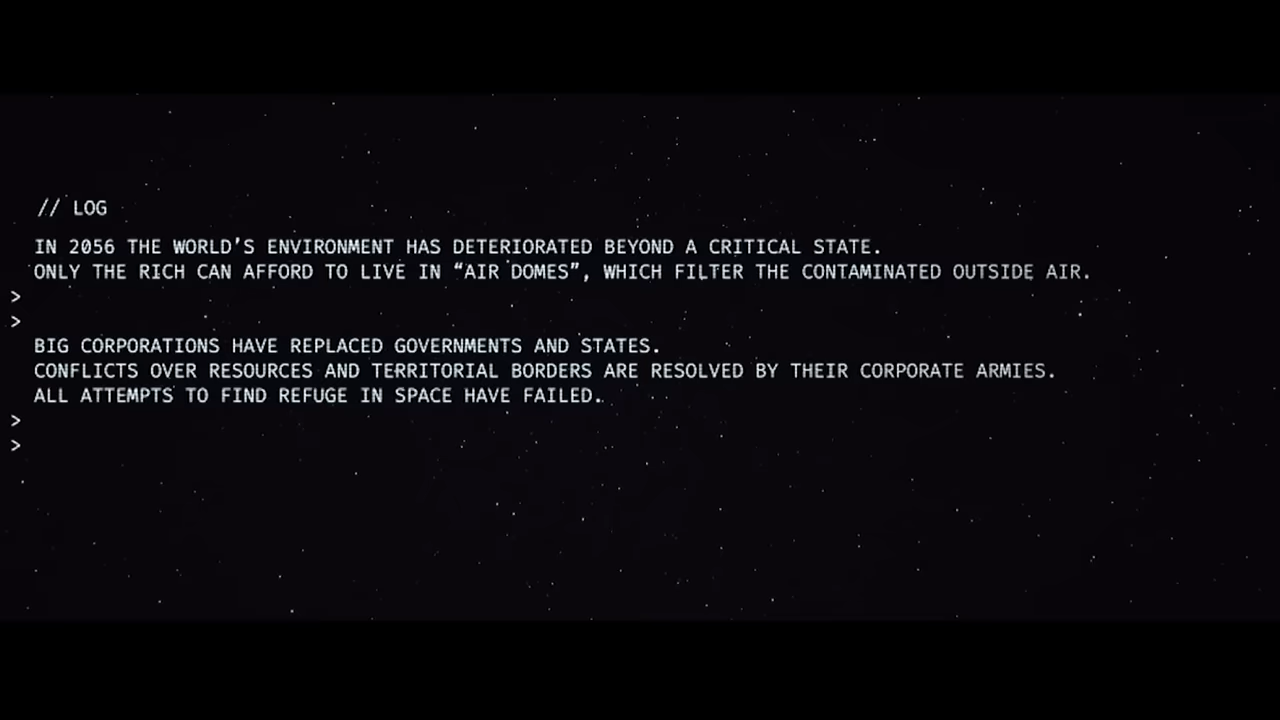 // LOG
IN 2056 THE WORLD’S ENVIRONMENT HAS DETERIORATED BEYOND A CRITICAL STATE.
ONLY THE RICH CAN AFFORD TO LIVE IN “AIR DOMES”, WHICH FILTER THE CONTAMINATED OUTSIDE AIR.
>
>
BIG CORPORATIONS HAVE REPLACED GOVERNMENTS AND STATES.
CONFLICTS OVER RESOURCES AND TERRITORIAL BORDERS ARE RESOLVED BY THEIR CORPORATE ARMIES.
ALL ATTEMPTS TO FIND REFUGE IN SPACE HAVE FAILED.
>
>